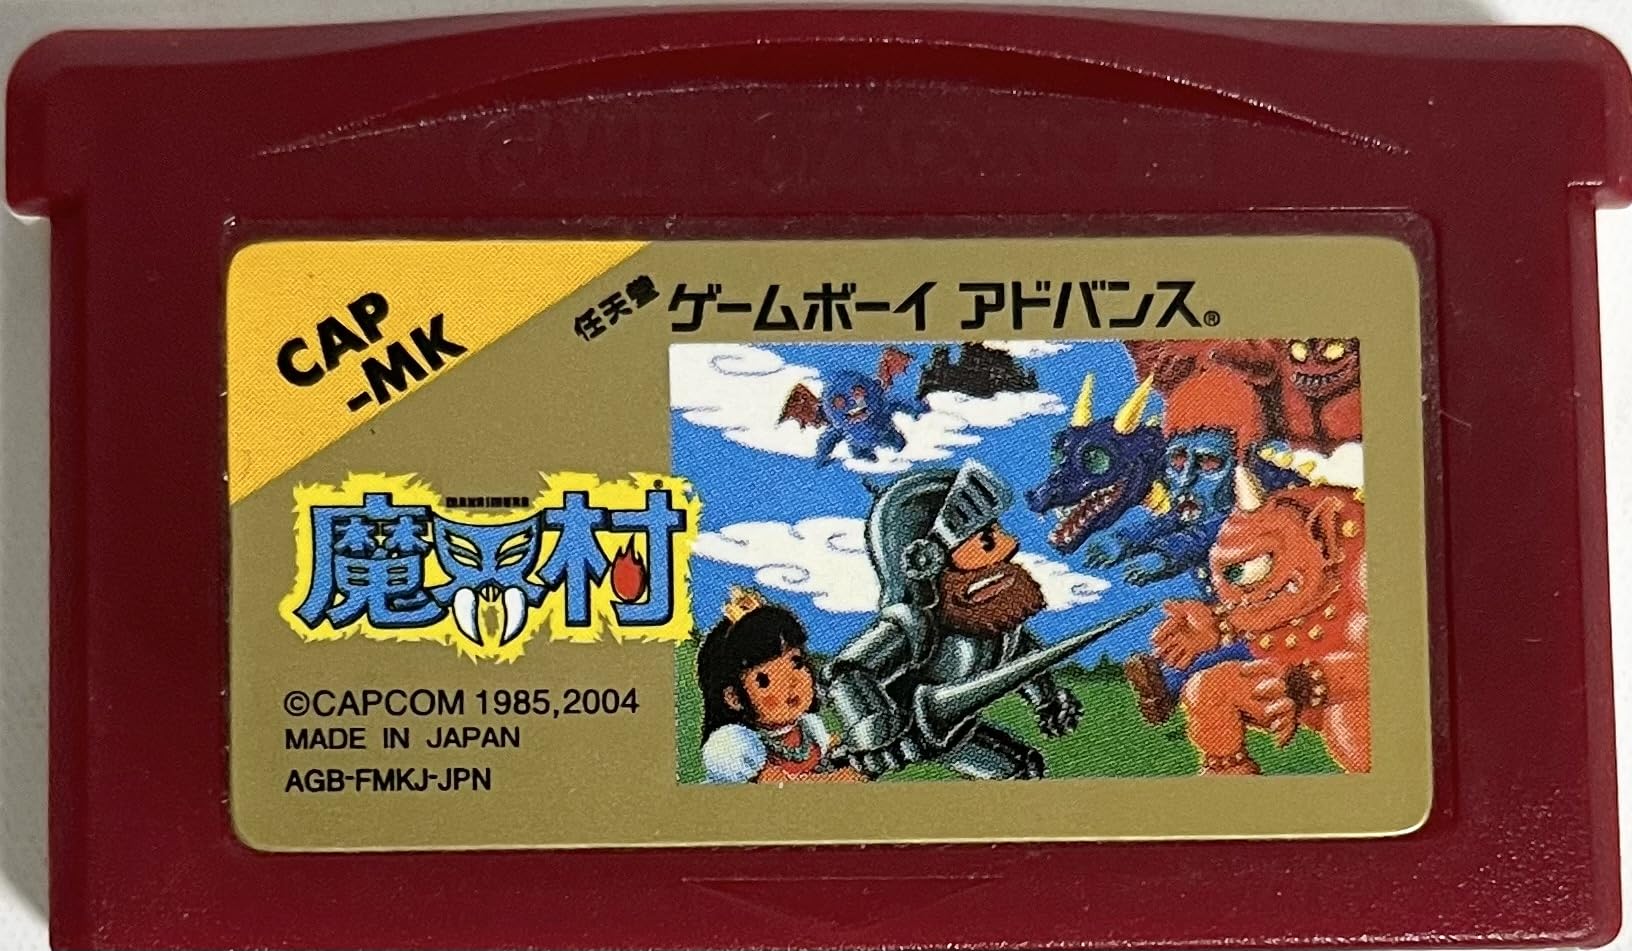 CAP
-MK
任天堂 ゲームボーイ アドバンス®
MAKAIMURA
魔界村®
©CAPCOM 1985,2004
MADE IN JAPAN
AGB-FMKJ-JPN